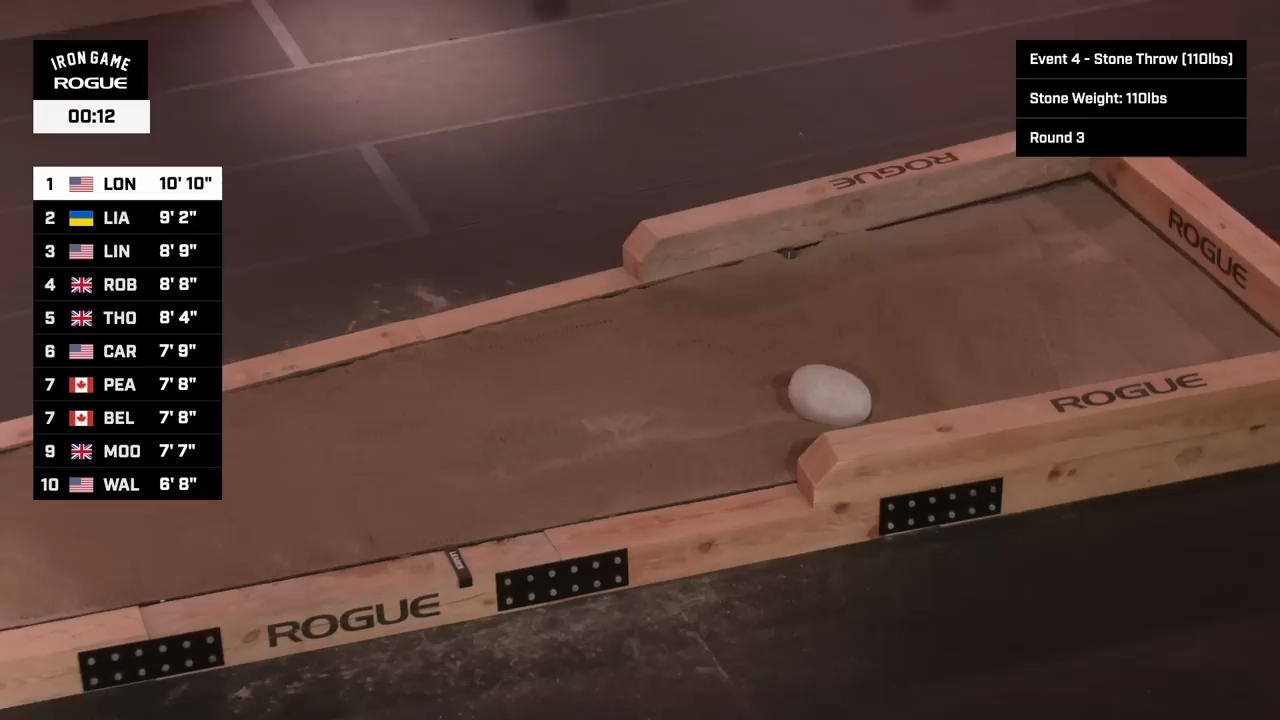 IRON GAME
ROGUE
00:12
Event 4 - Stone Throw (110lbs)
Stone Weight: 110lbs
Round 3
1 LON 10' 10"
2 LIA 9' 2"
3 LIN 8' 9"
4 ROB 8' 8"
5 THO 8' 4"
6 CAR 7' 9"
7 PEA 7' 8"
7 BEL 7' 8"
9 MOO 7' 7"
10 WAL 6' 8"
ROGUE
ROGUE
ROGUE
LEADER
ROGUE